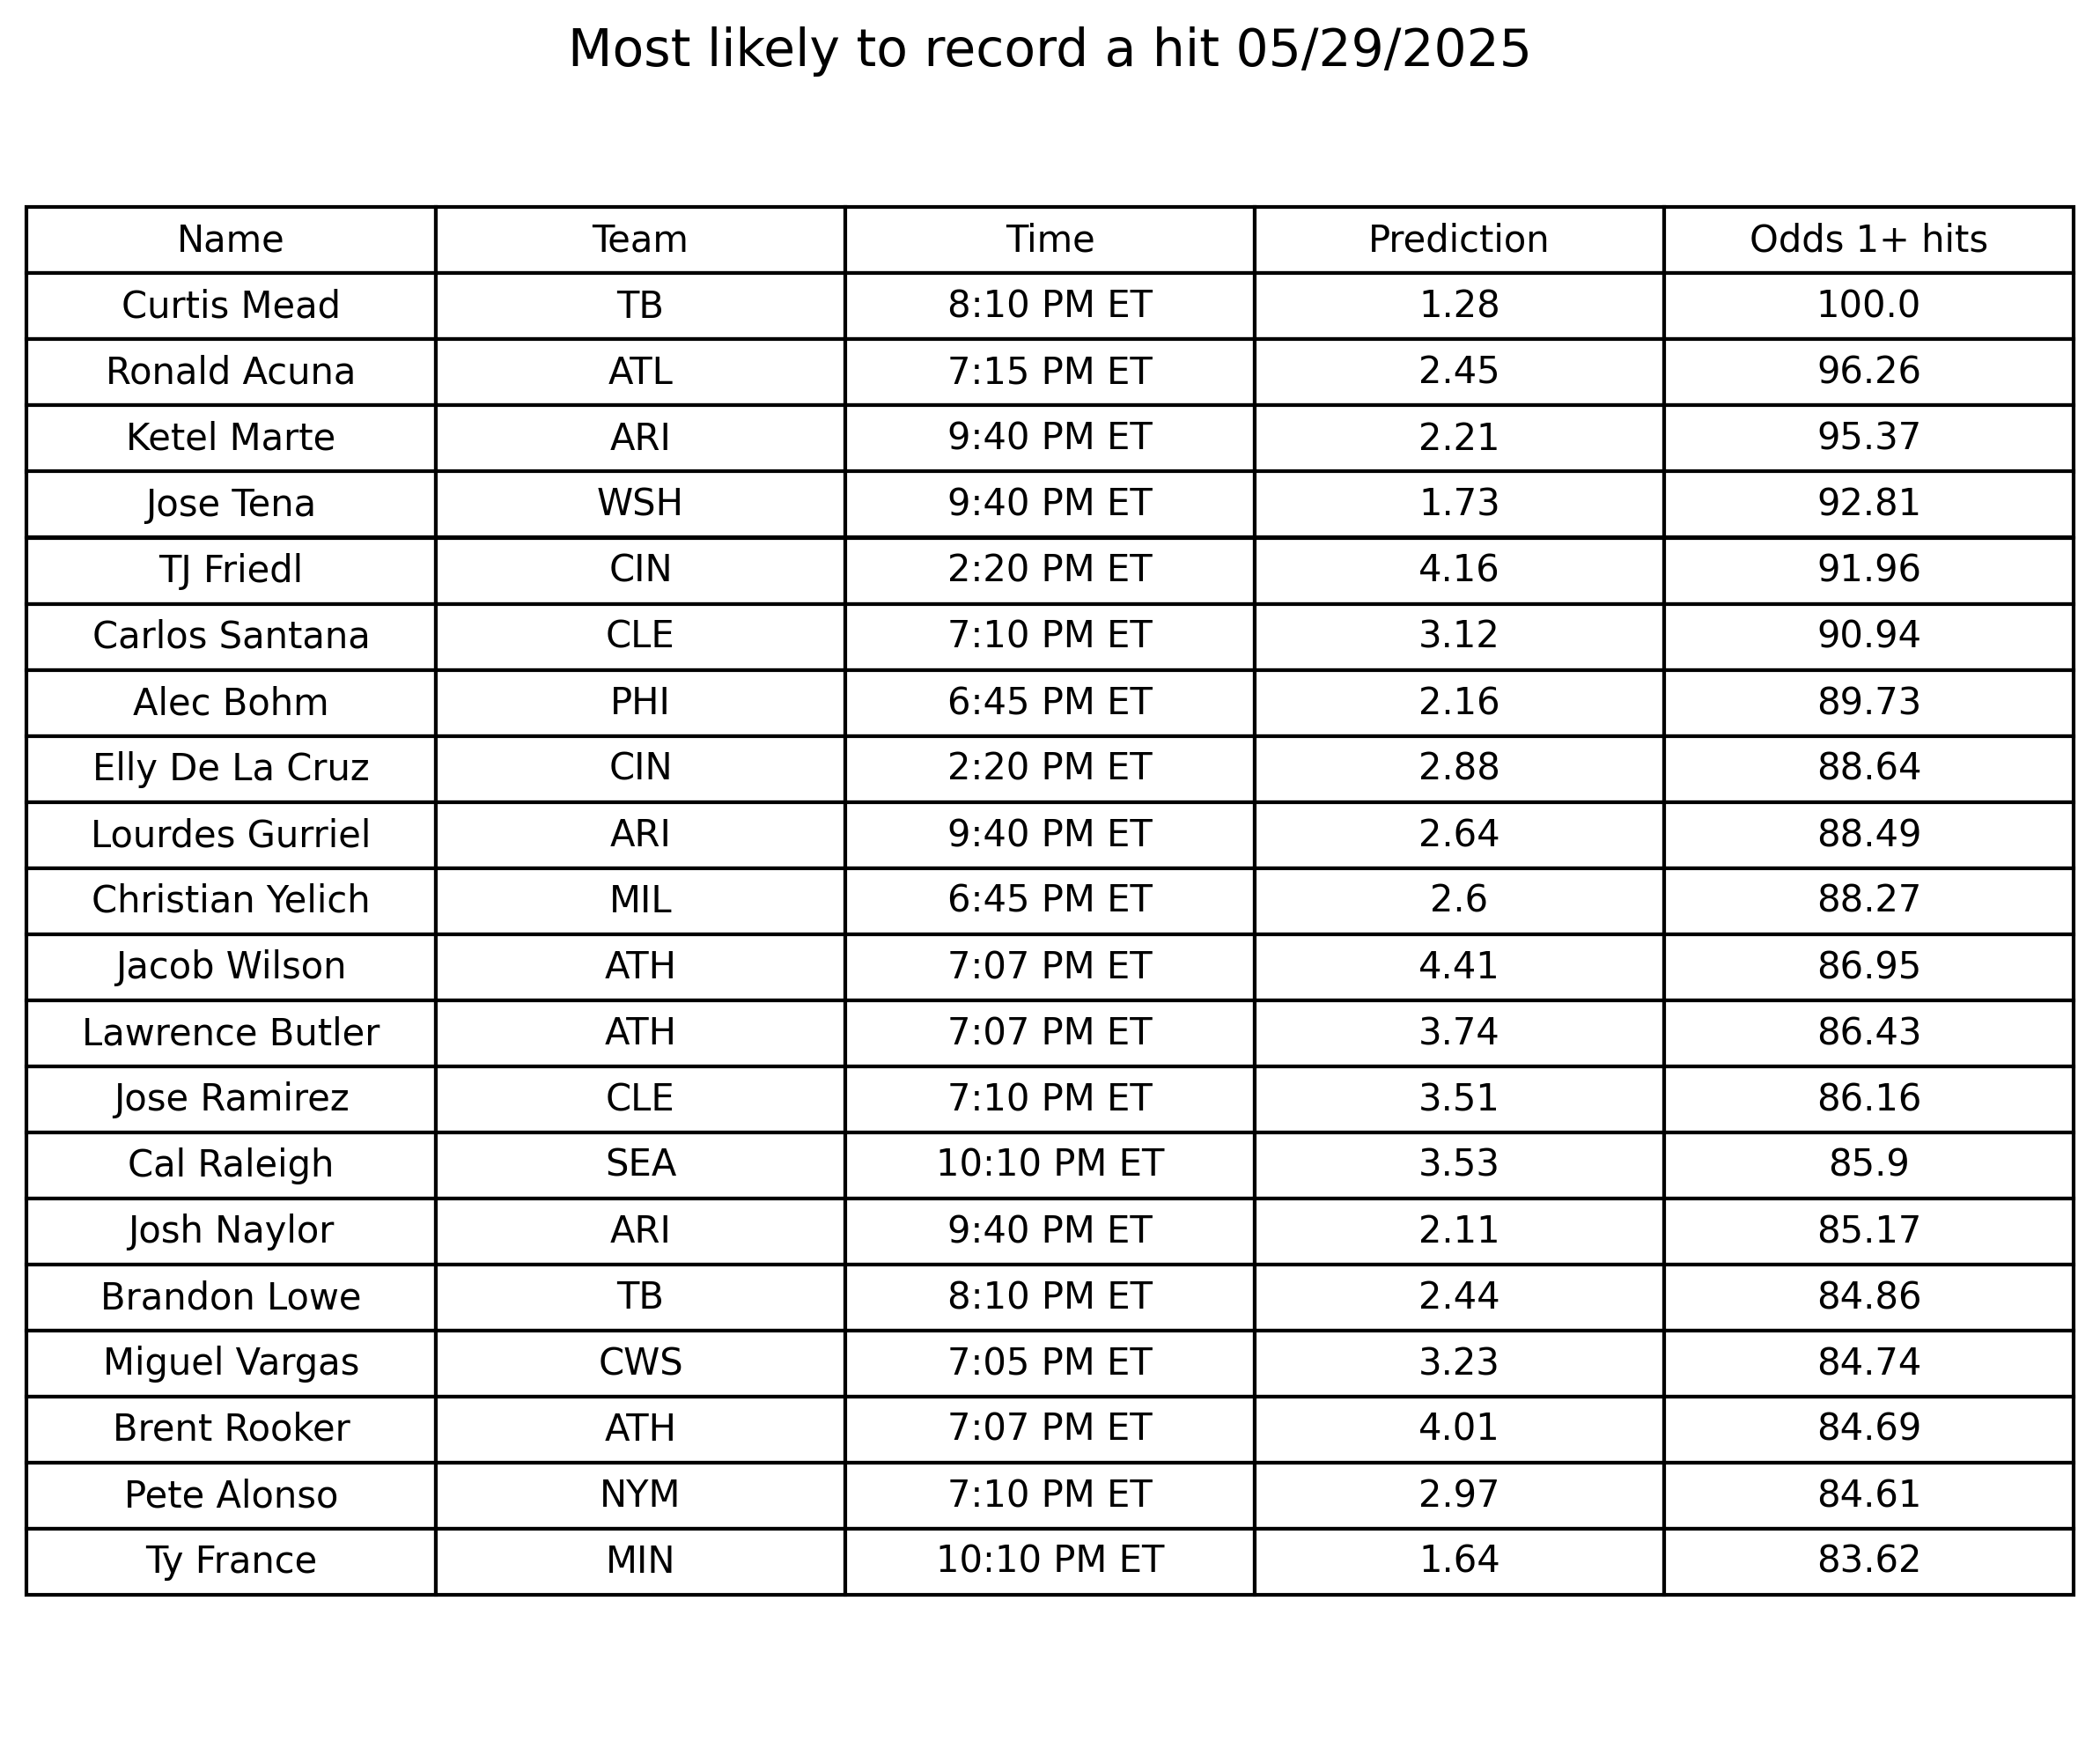 Most likely to record a hit 05/29/2025
Name Team Time Prediction Odds 1+ hits
Curtis Mead TB 8:10 PM ET 1.28 100.0
Ronald Acuna ATL 7:15 PM ET 2.45 96.26
Ketel Marte ARI 9:40 PM ET 2.21 95.37
Jose Tena WSH 9:40 PM ET 1.73 92.81
TJ Friedl CIN 2:20 PM ET 4.16 91.96
Carlos Santana CLE 7:10 PM ET 3.12 90.94
Alec Bohm PHI 6:45 PM ET 2.16 89.73
Elly De La Cruz CIN 2:20 PM ET 2.88 88.64
Lourdes Gurriel ARI 9:40 PM ET 2.64 88.49
Christian Yelich MIL 6:45 PM ET 2.6 88.27
Jacob Wilson ATH 7:07 PM ET 4.41 86.95
Lawrence Butler ATH 7:07 PM ET 3.74 86.43
Jose Ramirez CLE 7:10 PM ET 3.51 86.16
Cal Raleigh SEA 10:10 PM ET 3.53 85.9
Josh Naylor ARI 9:40 PM ET 2.11 85.17
Brandon Lowe TB 8:10 PM ET 2.44 84.86
Miguel Vargas CWS 7:05 PM ET 3.23 84.74
Brent Rooker ATH 7:07 PM ET 4.01 84.69
Pete Alonso NYM 7:10 PM ET 2.97 84.61
Ty France MIN 10:10 PM ET 1.64 83.62